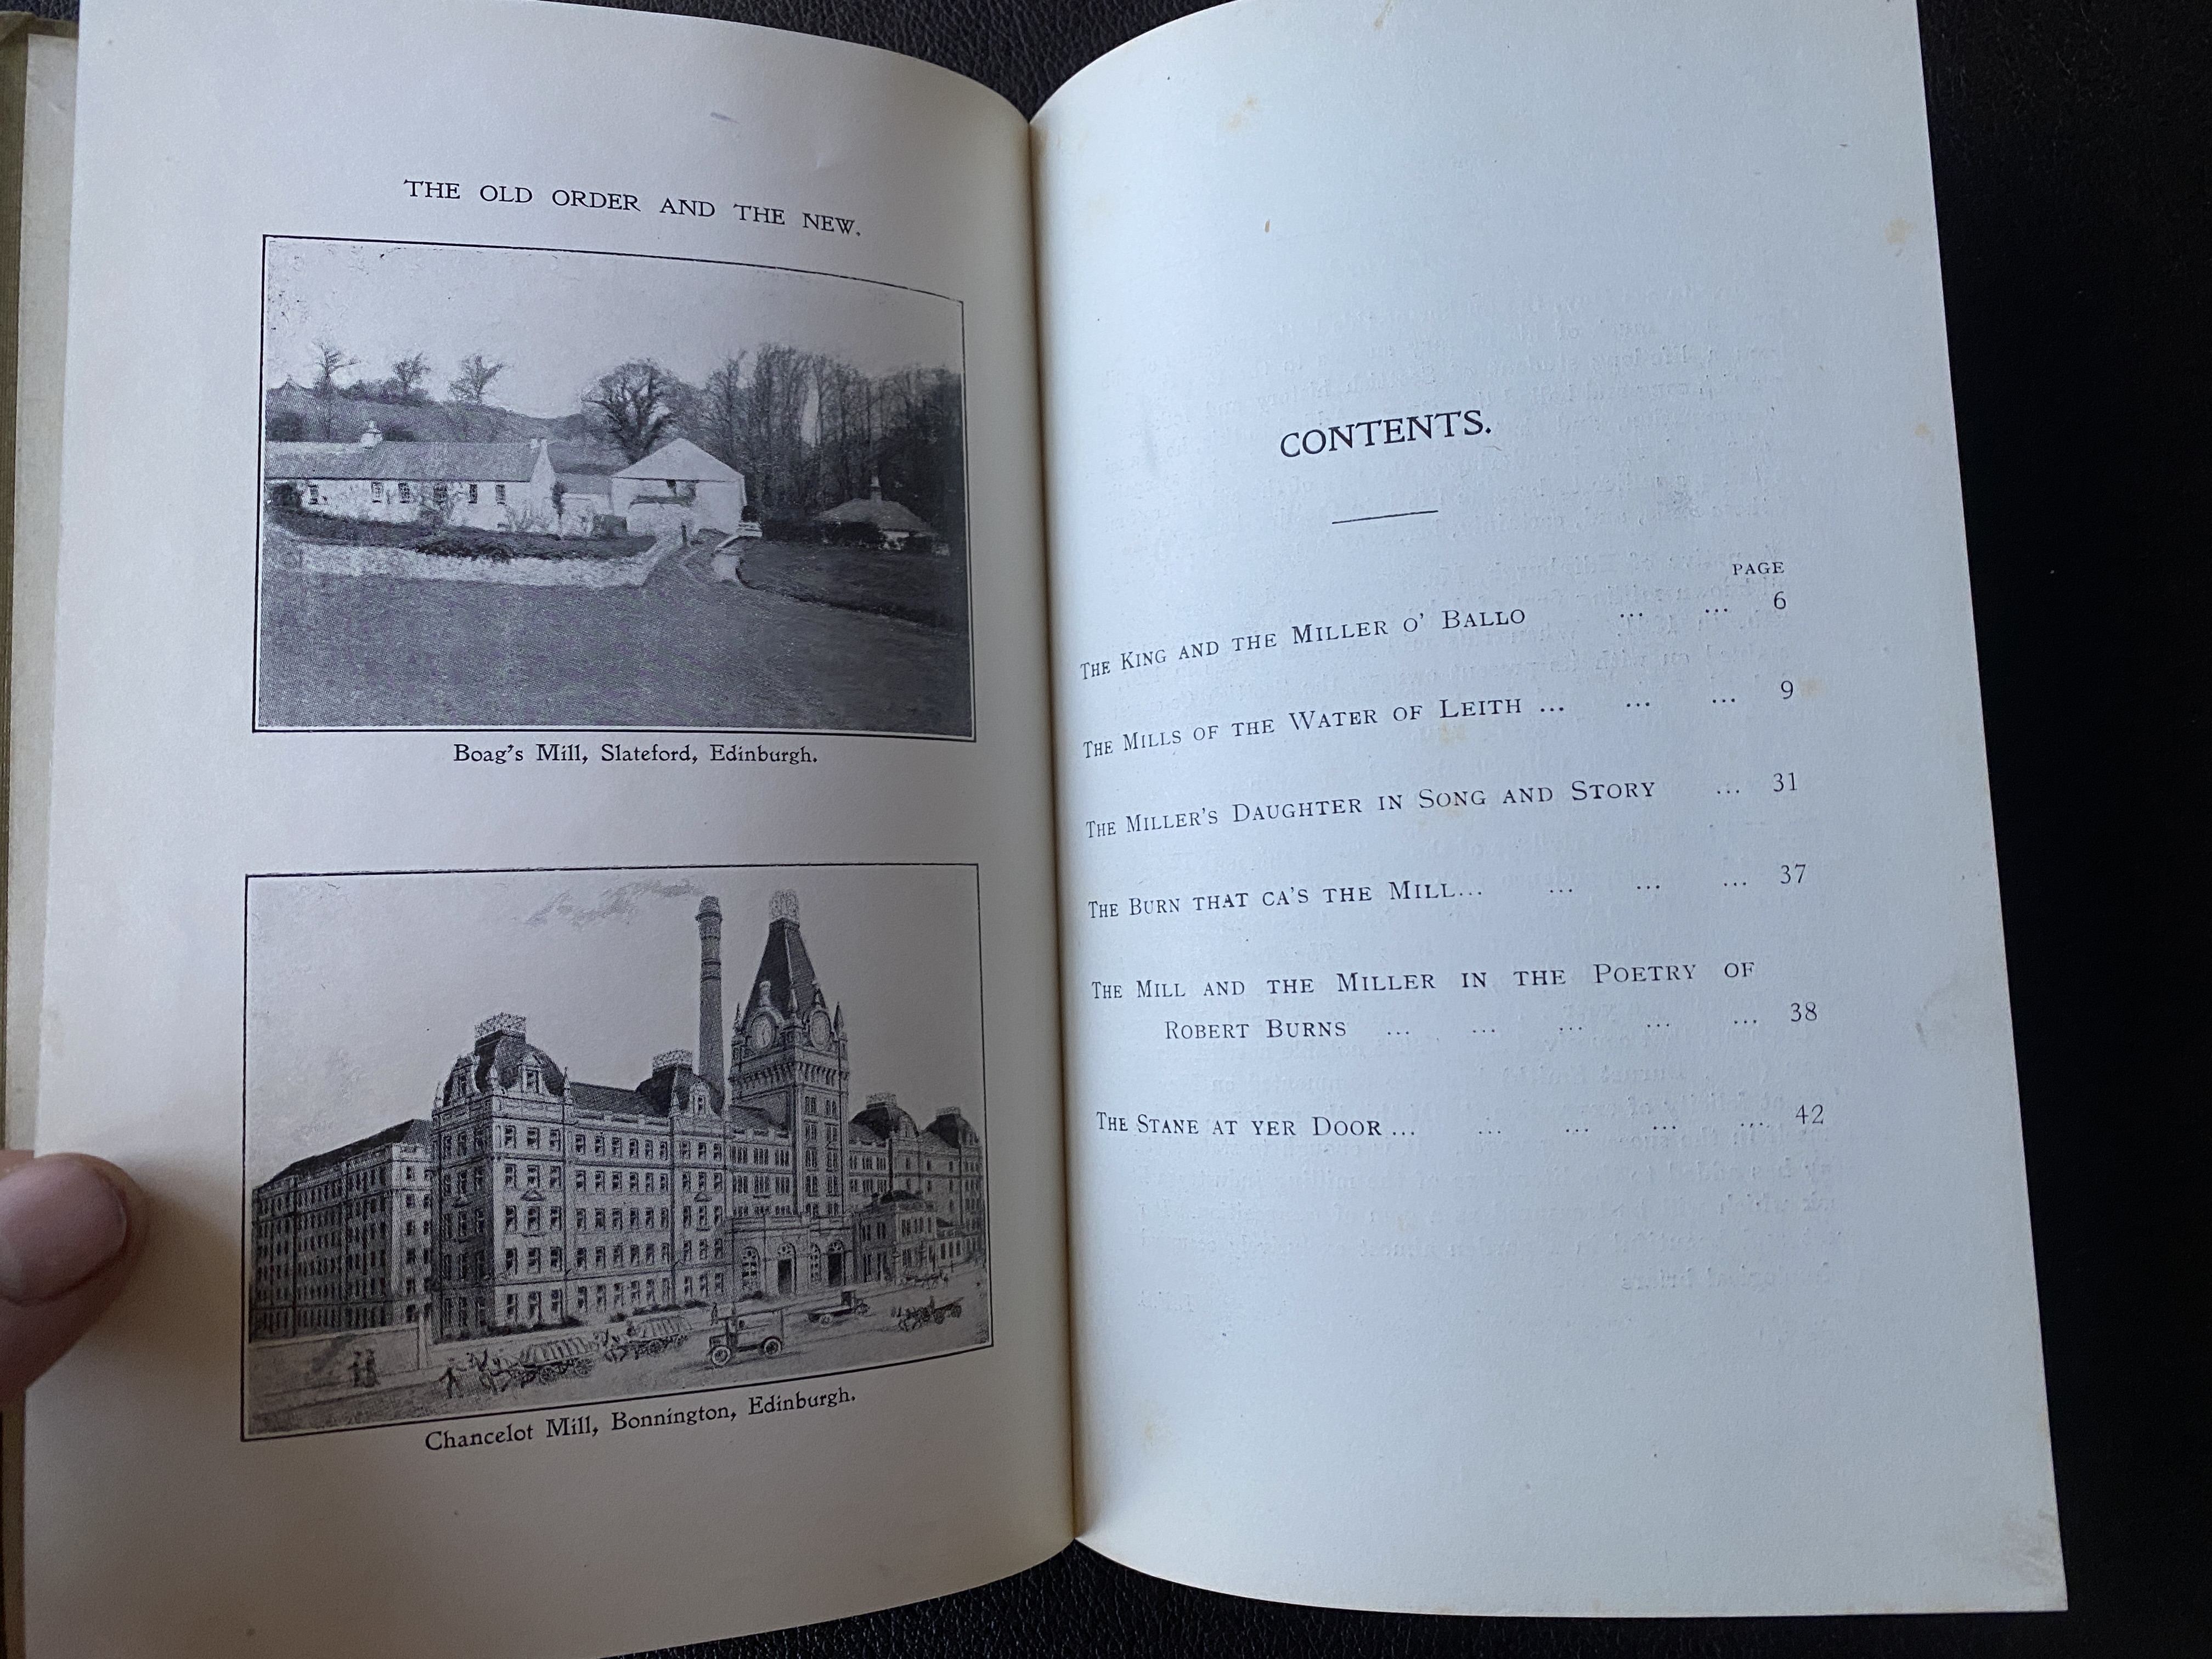 THE OLD ORDER AND THE NEW.
Boag's Mill, Slateford, Edinburgh.
Chancelot Mill, Bonnington, Edinburgh.
CONTENTS.
PAGE
THE KING AND THE MILLER O' BALLO ... ... 6
THE MILLS OF THE WATER OF LEITH ... ... ... 9
THE MILLER'S DAUGHTER IN SONG AND STORY ... 31
THE BURN THAT CA'S THE MILL... ... ... ... 37
THE MILL AND THE MILLER IN THE POETRY OF
ROBERT BURNS ... ... ... ... ... 38
THE STANE AT YER DOOR ... ... ... ... ... 42